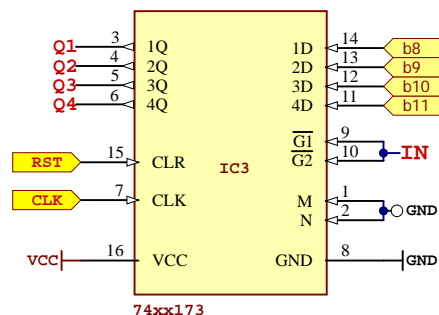 Q1 3 1Q 1D 14 b8
Q2 4 2Q 2D 13 b9
Q3 5 3Q 3D 12 b10
Q4 6 4Q 4D 11 b11
G1 9
G2 10 IN
RST 15 CLR IC3
CLK 7 CLK M 1
N 2 GND
VCC 16 VCC GND 8 GND
74xx173